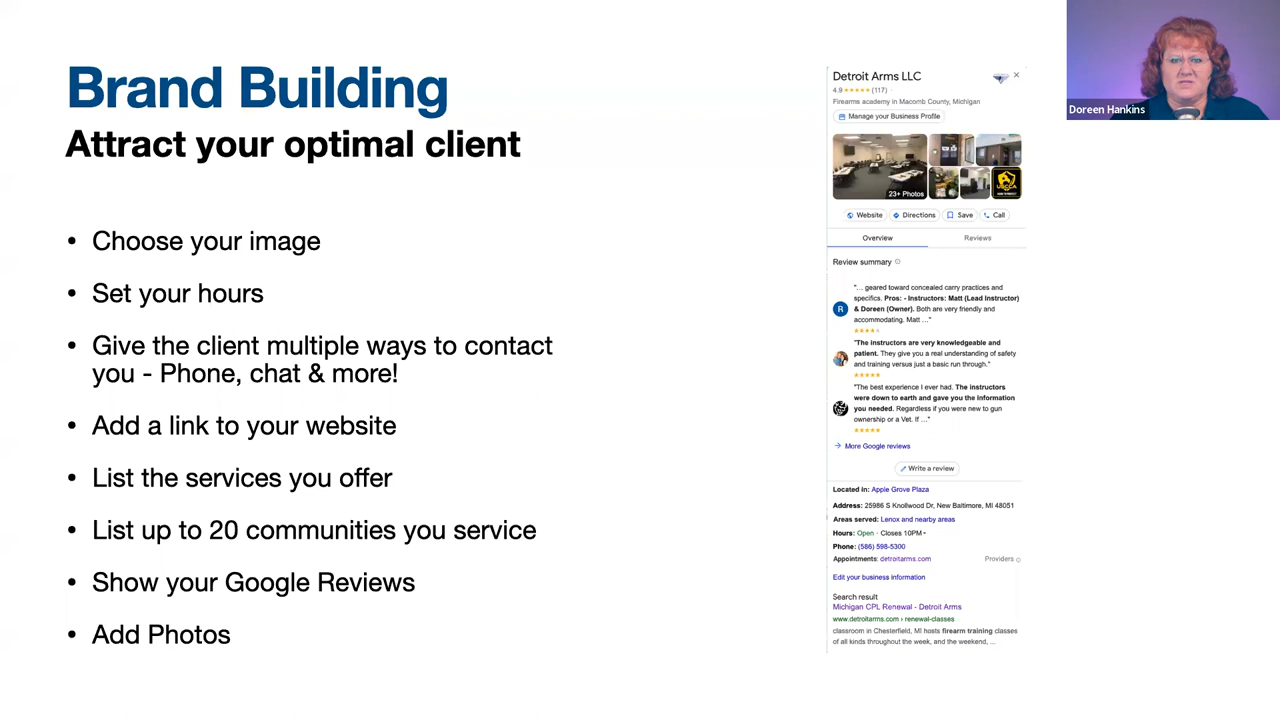 Brand Building
Attract your optimal client
• Choose your image
• Set your hours
• Give the client multiple ways to contact
you - Phone, chat & more!
• Add a link to your website
• List the services you offer
• List up to 20 communities you service
• Show your Google Reviews
• Add Photos
Detroit Arms LLC
4.9 ★★★★★ (117) ·
Firearms academy in Macomb County, Michigan
Manage your Business Profile
23+ Photos
USCCA
Website Directions Save Call
Overview Reviews
Review summary
R
"... geared toward concealed carry practices and
specifics. Pros: - Instructors: Matt (Lead Instructor)
& Doreen (Owner). Both are very friendly and
accommodating. Matt ..."
"The instructors are very knowledgeable and
patient. They give you a real understanding of safety
and training versus just a basic run through."
"The best experience I ever had. The instructors
were down to earth and gave you the information
you needed. Regardless if you were new to gun
ownership or a Vet. If ..."
→ More Google reviews
Write a review
Located in: Apple Grove Plaza
Address: 25986 S Knollwood Dr, New Baltimore, MI 48051
Areas served: Lenox and nearby areas
Hours: Open · Closes 10PM
Phone: (586) 598-5300
Appointments: detroitarms.com Providers
Edit your business information
Search result
Michigan CPL Renewal - Detroit Arms
www.detroitarms.com › renewal-classes
classroom in Chesterfield, MI hosts firearm training classes
of all kinds throughout the week, and the weekend, ...
Doreen Hankins